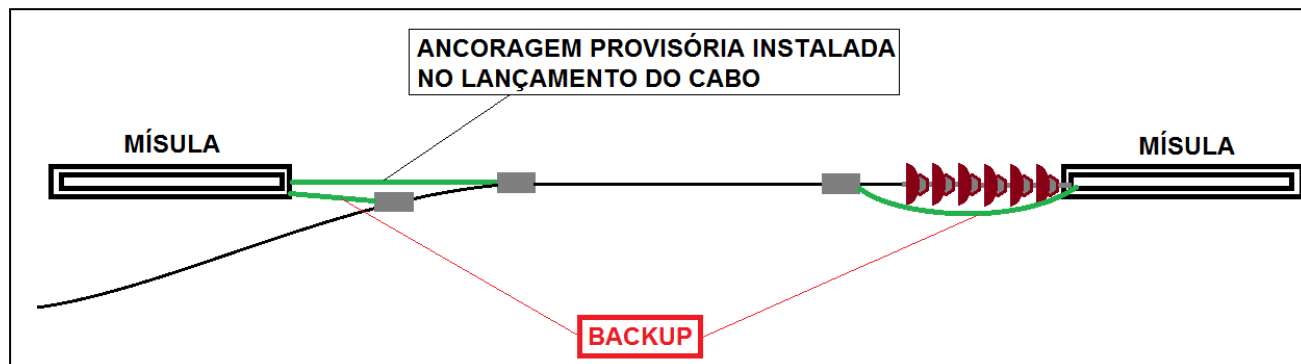 ANCORAGEM PROVISÓRIA INSTALADA
NO LANÇAMENTO DO CABO
MÍSULA
MÍSULA
BACKUP